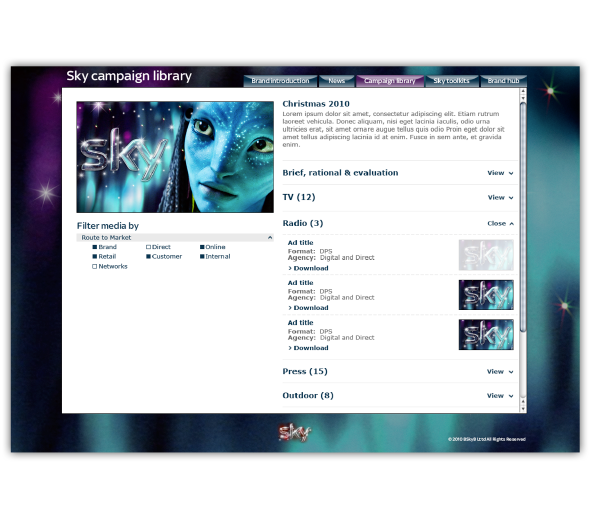 Sky campaign library
Brand introduction
News
Campaign library
Sky toolkits
Brand hub
sky
Christmas 2010
Lorem ipsum dolor sit amet, consectetur adipiscing elit. Etiam rutrum
laoreet vehicula. Donec aliquam, nisi eget lacinia iaculis, odio urna
ultricies erat, sit amet ornare augue tellus quis odio Proin eget dolor sit
amet tellus adipiscing lacinia id at enim. Fusce in sem ante, et gravida
enim.
Brief, rational & evaluation View
TV (12) View
Filter media by
Route to Market
Brand Direct Online
Retail Customer Internal
Networks
Radio (3) Close
Ad title
Format: DPS
Agency: Digital and Direct
> Download
sky
Ad title
Format: DPS
Agency: Digital and Direct
> Download
sky
Ad title
Format: DPS
Agency: Digital and Direct
> Download
sky
Press (15) View
Outdoor (8) View
sky
© 2010 BSkyB Ltd All Rights Reserved